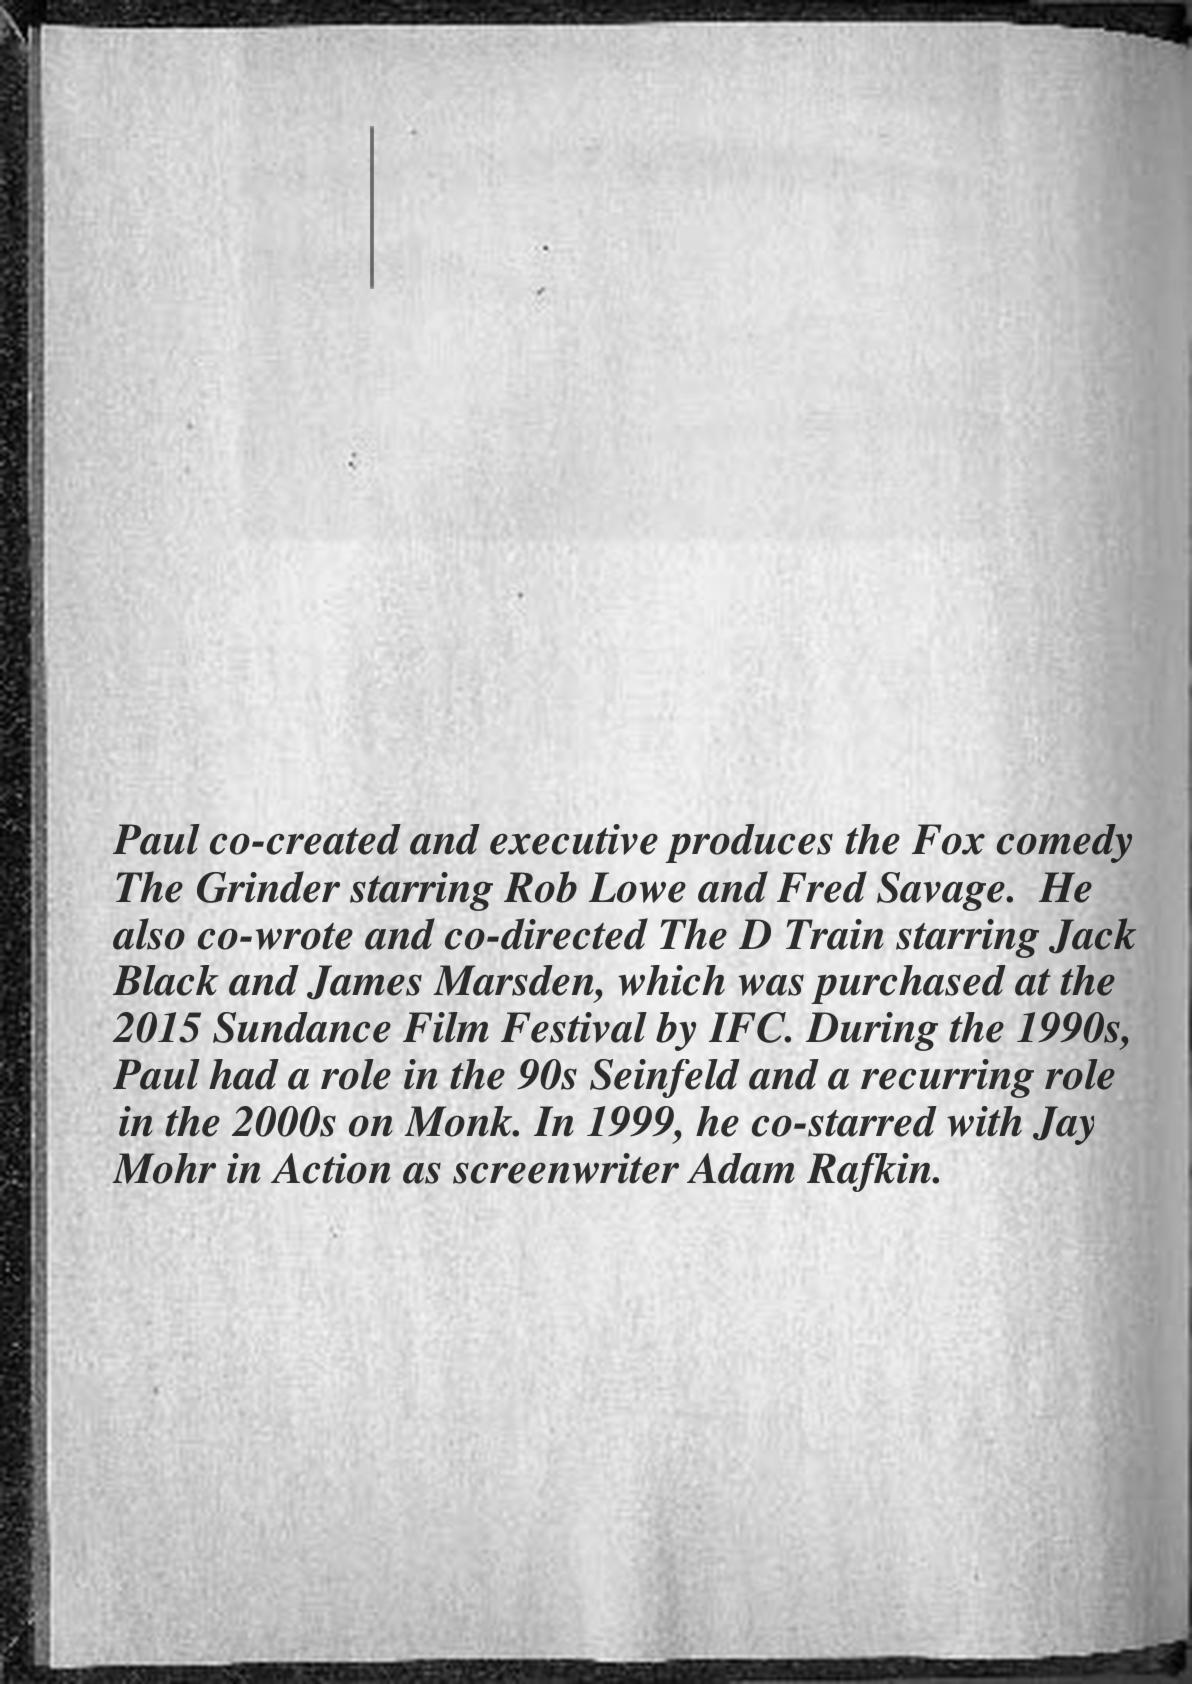 Paul co-created and executive produces the Fox comedy
The Grinder starring Rob Lowe and Fred Savage.  He
also co-wrote and co-directed The D Train starring Jack
Black and James Marsden, which was purchased at the
2015 Sundance Film Festival by IFC. During the 1990s,
Paul had a role in the 90s Seinfeld and a recurring role
in the 2000s on Monk. In 1999, he co-starred with Jay
Mohr in Action as screenwriter Adam Rafkin.